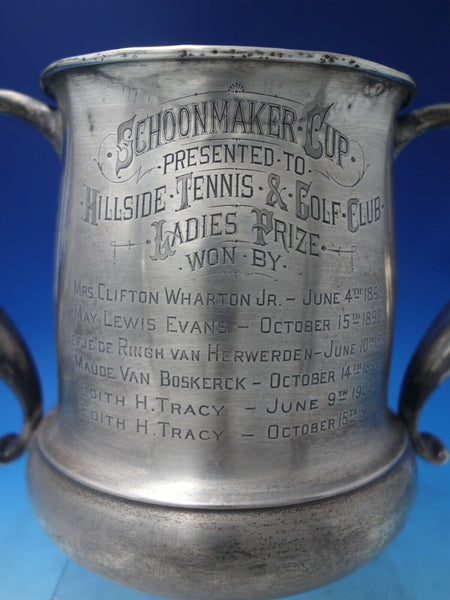 SCHOONMAKER·CUP
·PRESENTED·TO·
HILLSIDE·TENNIS·&·GOLF·CLUB·
LADIES PRIZE
·WON·BY·
MRS. CLIFTON WHARTON JR. – JUNE 4TH
MAY LEWIS EVANS – OCTOBER 15TH 1898
DE RINGH VAN HERWERDEN – JUNE 10TH
MAUDE VAN BOSKERCK – OCTOBER 14TH
EDITH H. TRACY – JUNE 9TH
EDITH H. TRACY – OCTOBER 15TH